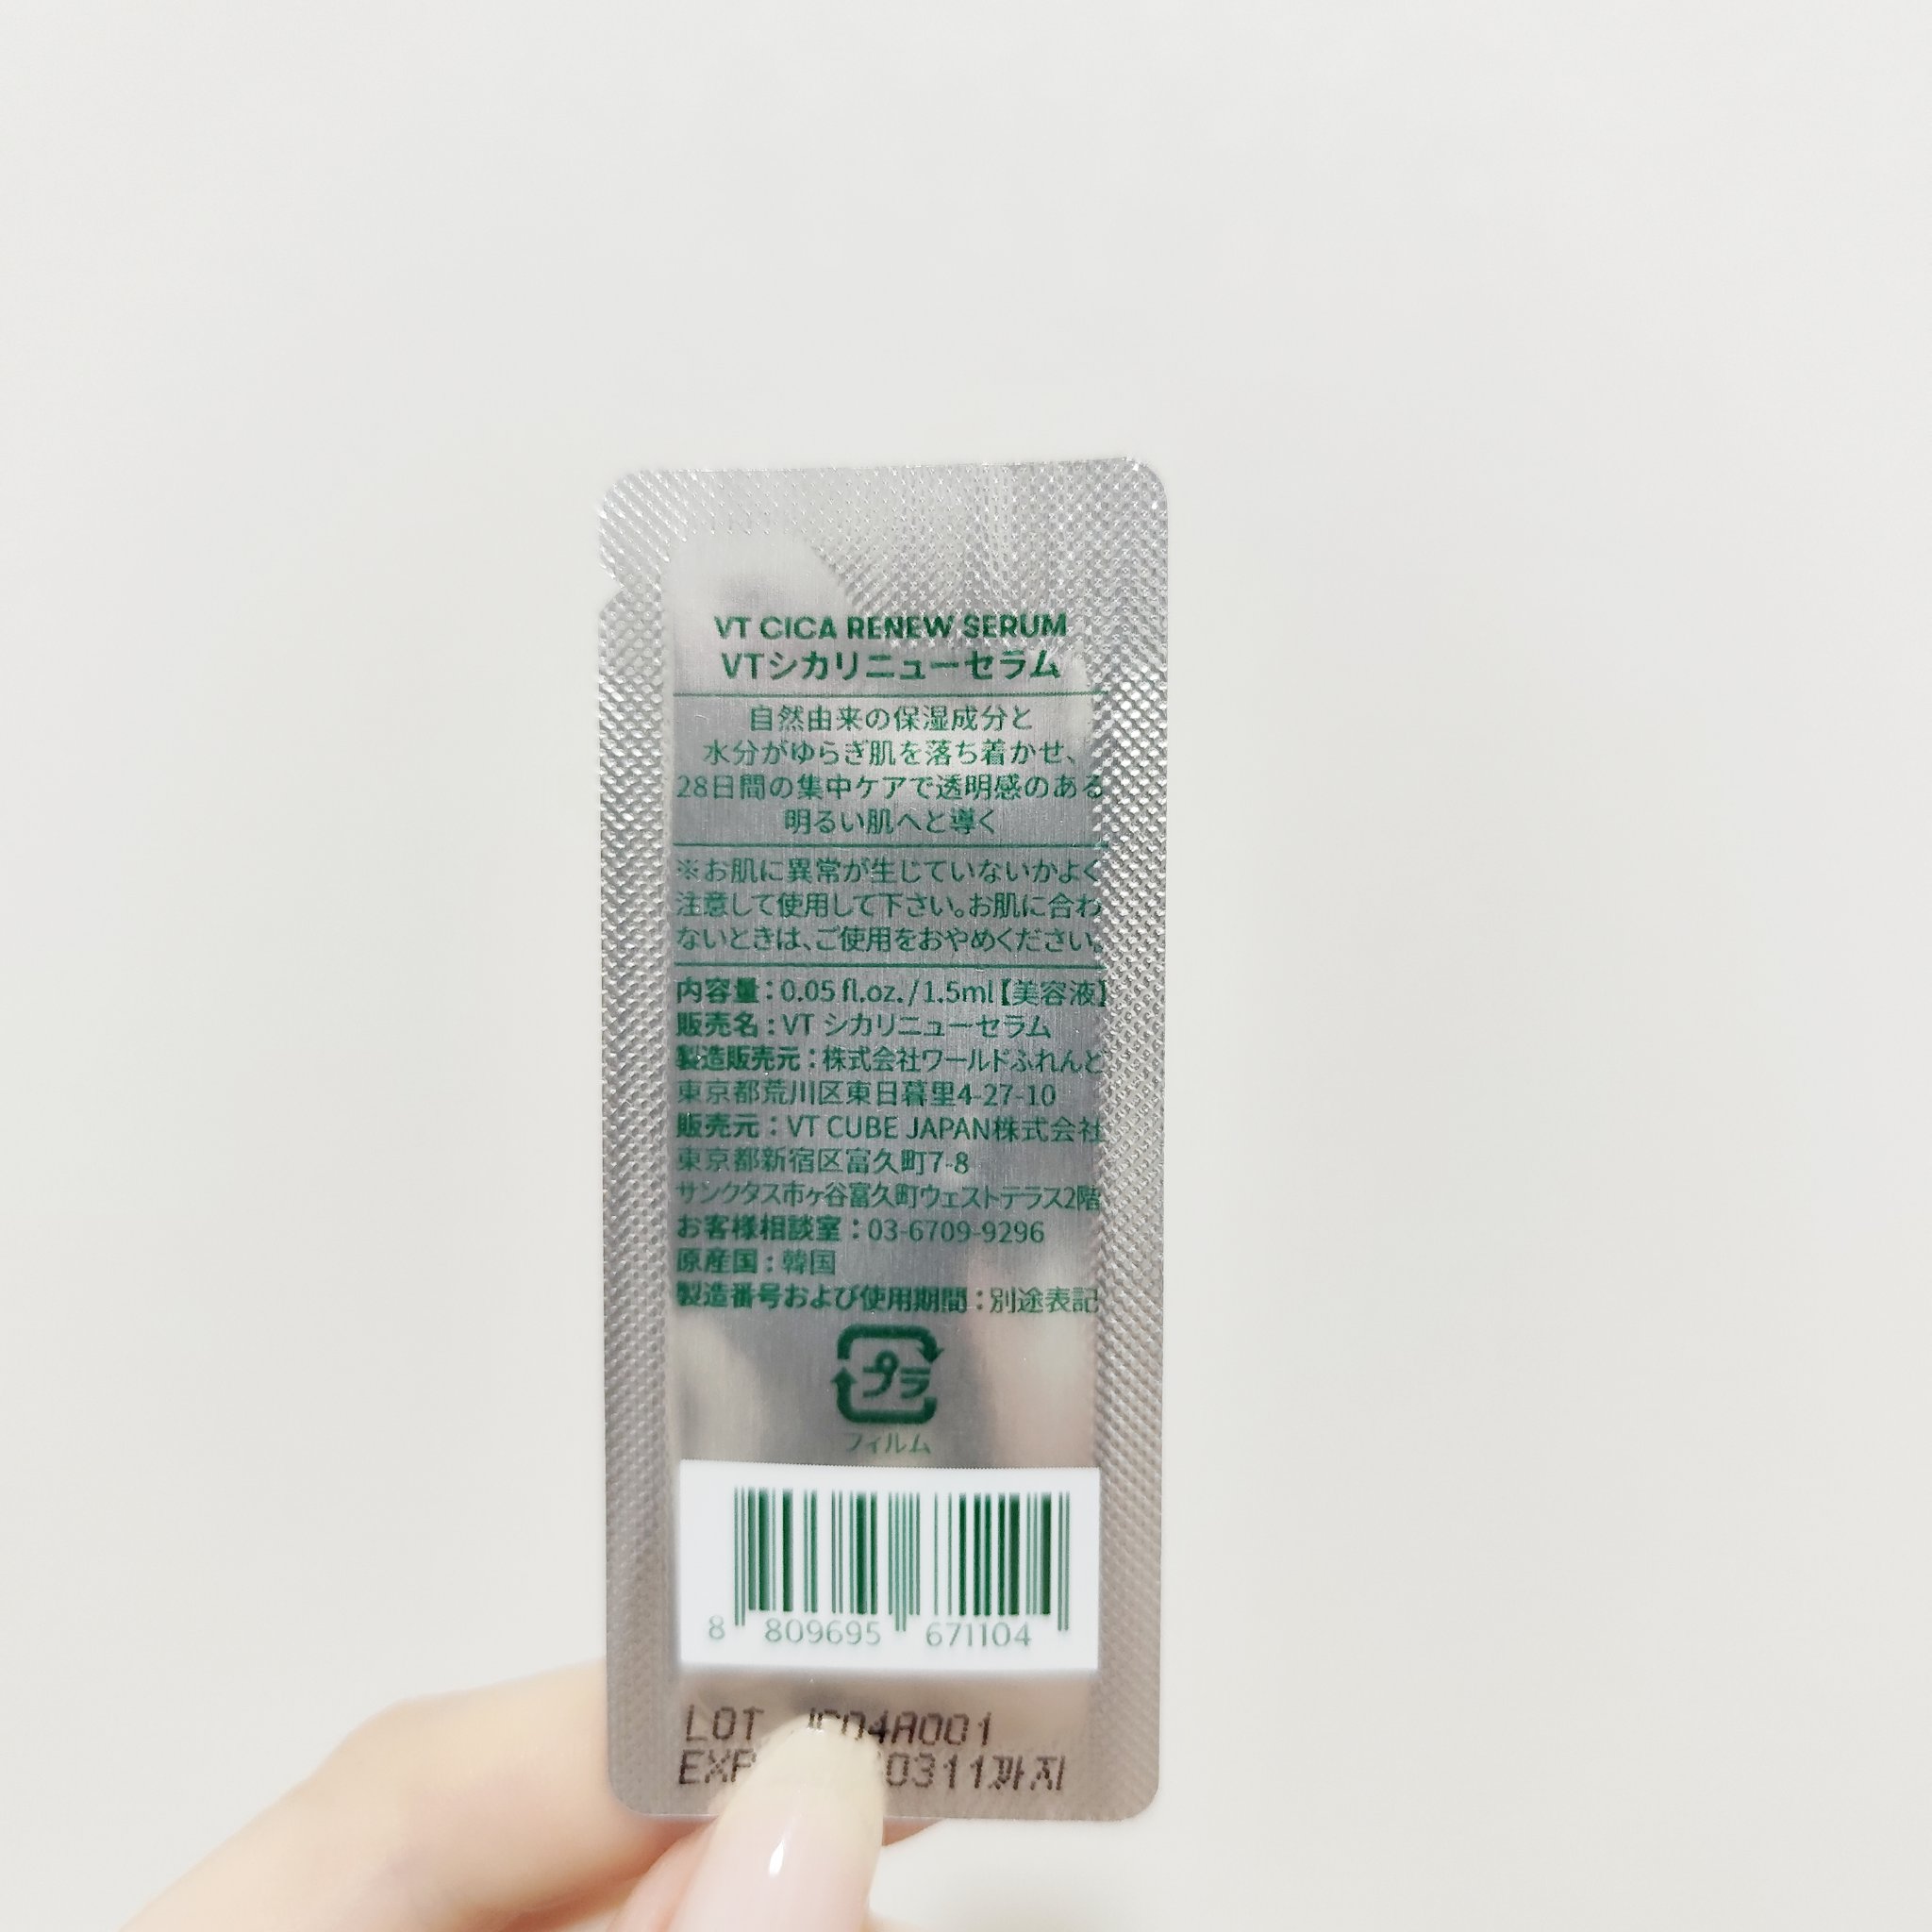 VT CICA RENEW SERUM
VTシカリニューセラム
自然由来の保湿成分と
水分がゆらぎ肌を落ち着かせ、
28日間の集中ケアで透明感のある
明るい肌へと導く
※お肌に異常が生じていないかよく
注意して使用して下さい。お肌に合わ
ないときは、ご使用をおやめください。
内容量：0.05 fl.oz./1.5ml【美容液】
販売名：VT シカリニューセラム
製造販売元：株式会社ワールドふれんど
東京都荒川区東日暮里4-27-10
販売元：VT CUBE JAPAN株式会社
東京都新宿区富久町7-8
サンクタス市ヶ谷富久町ウェストテラス2階
お客様相談室：03-6709-9296
原産国：韓国
製造番号および使用期間：別途表記
プラ
フィルム
8 809695 671104
LOT
까지